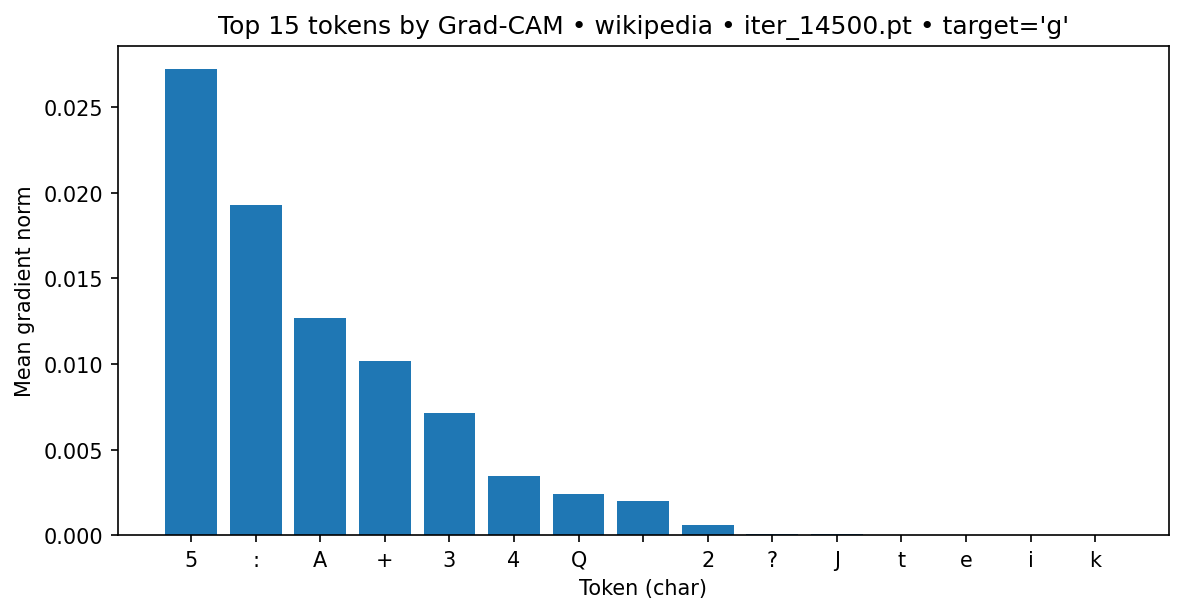 Top 15 tokens by Grad-CAM • wikipedia • iter_14500.pt • target='g'
Mean gradient norm
0.025
0.020
0.015
0.010
0.005
0.000
5 : A + 3 4 Q 2 ? J t e i k
Token (char)